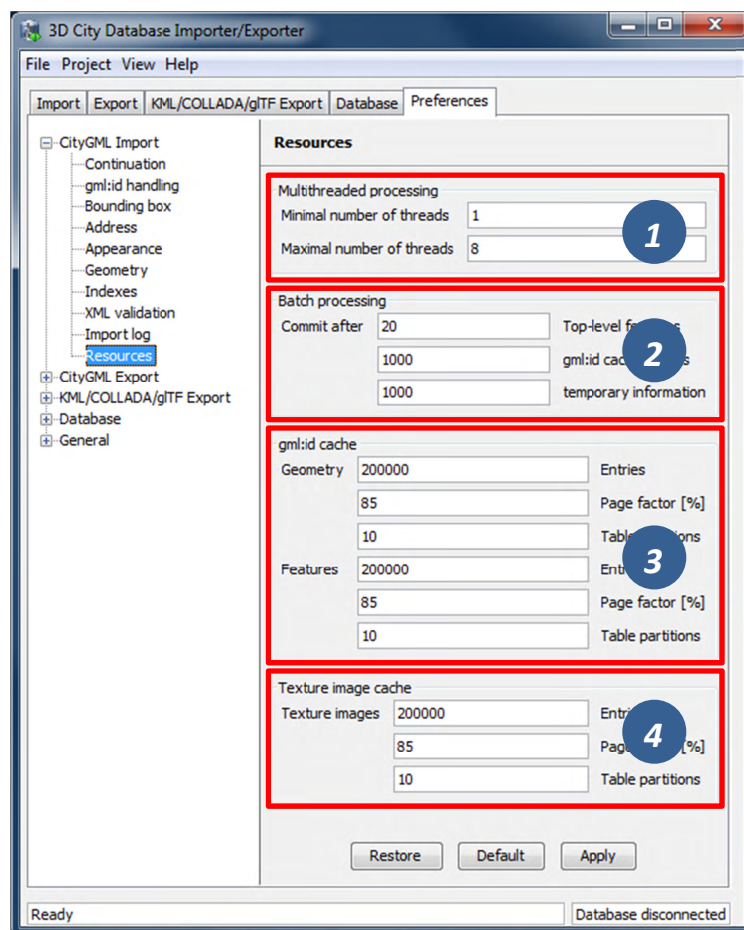 3D City Database Importer/Exporter
File Project View Help
Import Export KML/COLLADA/glTF Export Database Preferences
CityGML Import
Continuation
gml:id handling
Bounding box
Address
Appearance
Geometry
Indexes
XML validation
Import log
Resources
CityGML Export
KML/COLLADA/glTF Export
Database
General
Resources
Multithreaded processing
Minimal number of threads 1
Maximal number of threads 8
1
Batch processing
Commit after 20 Top-level
1000 gml:id
1000 temporary information
2
gml:id cache
Geometry 200000 Entries
85 Page factor [%]
10 Table
Features 200000
85 Page factor [%]
10 Table partitions
3
Texture image cache
Texture images 200000
85 [%]
10 Table partitions
4
Restore Default Apply
Ready Database disconnected